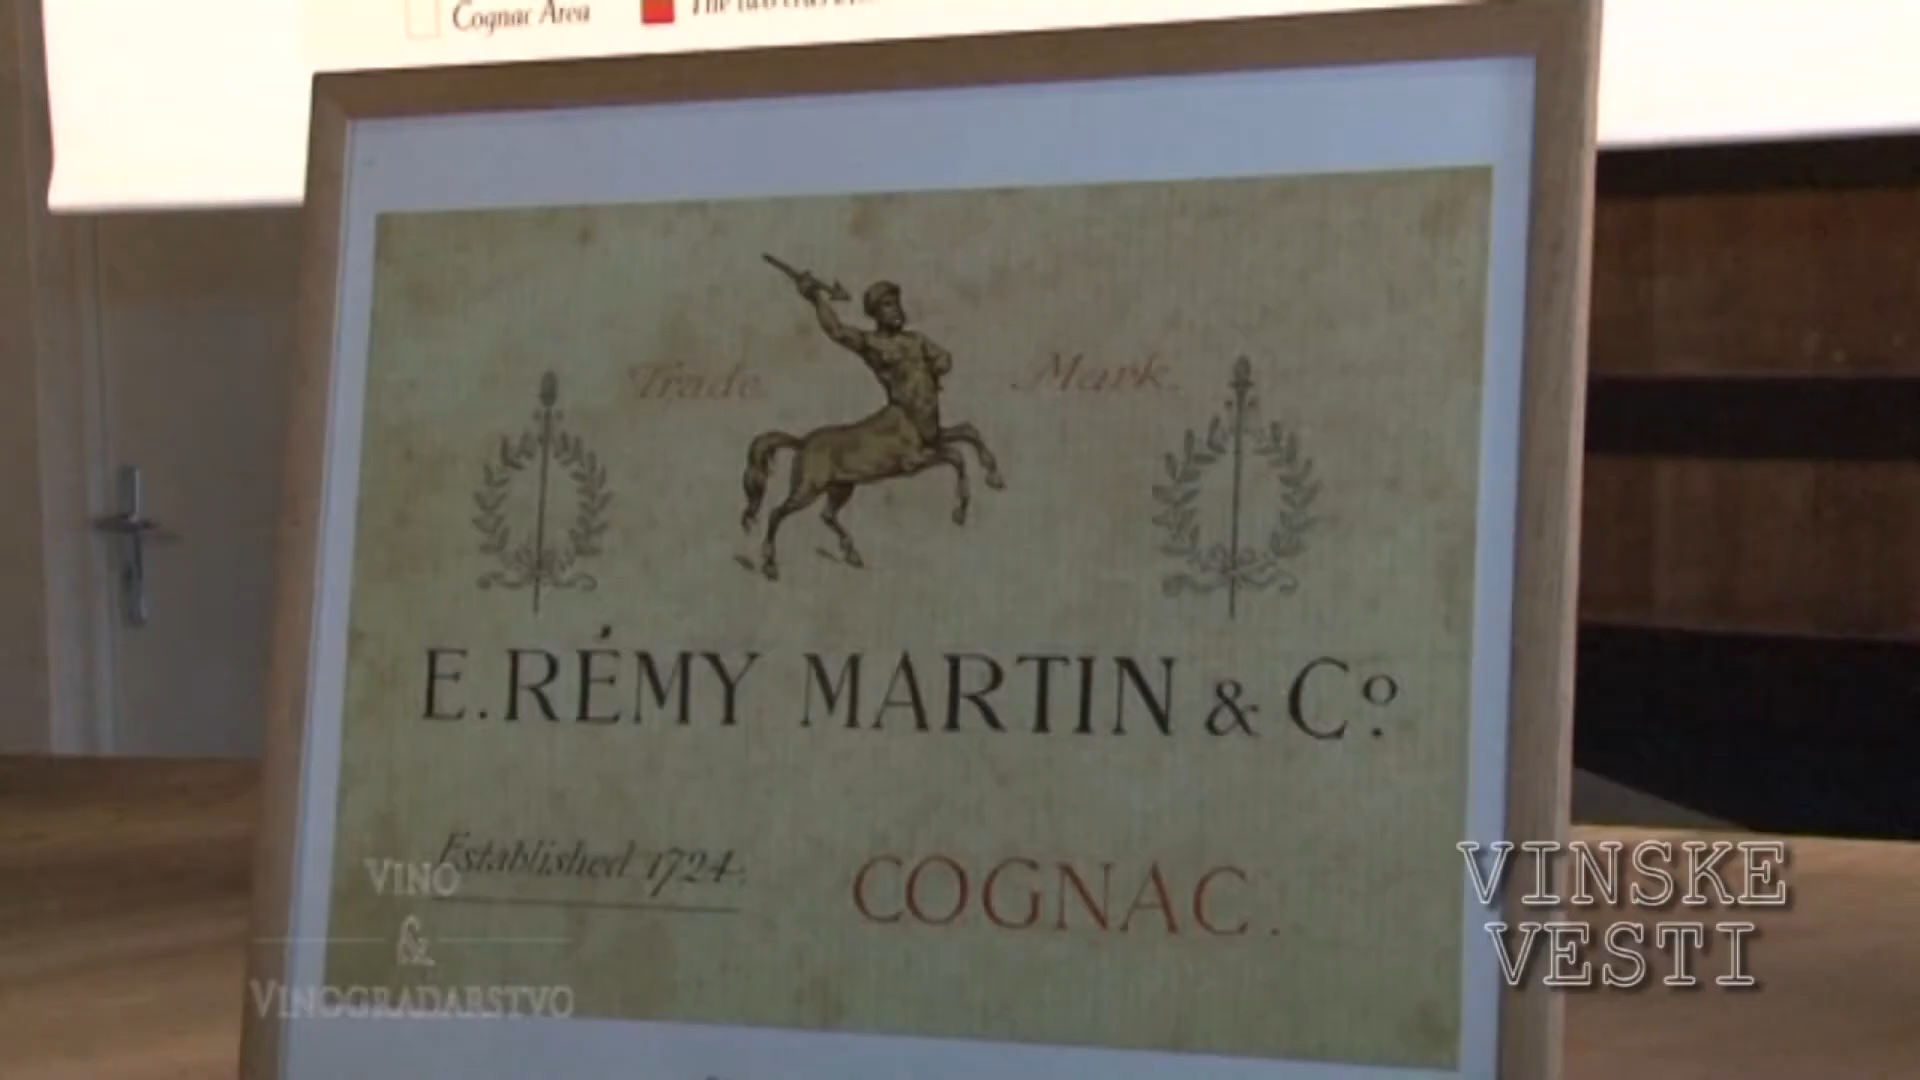 Cognac Area
Trade Mark.
E. RÉMY MARTIN & Cº
Established 1724.
COGNAC.
VINO
&
VINOGRADARSTVO
VINSKE
VESTI